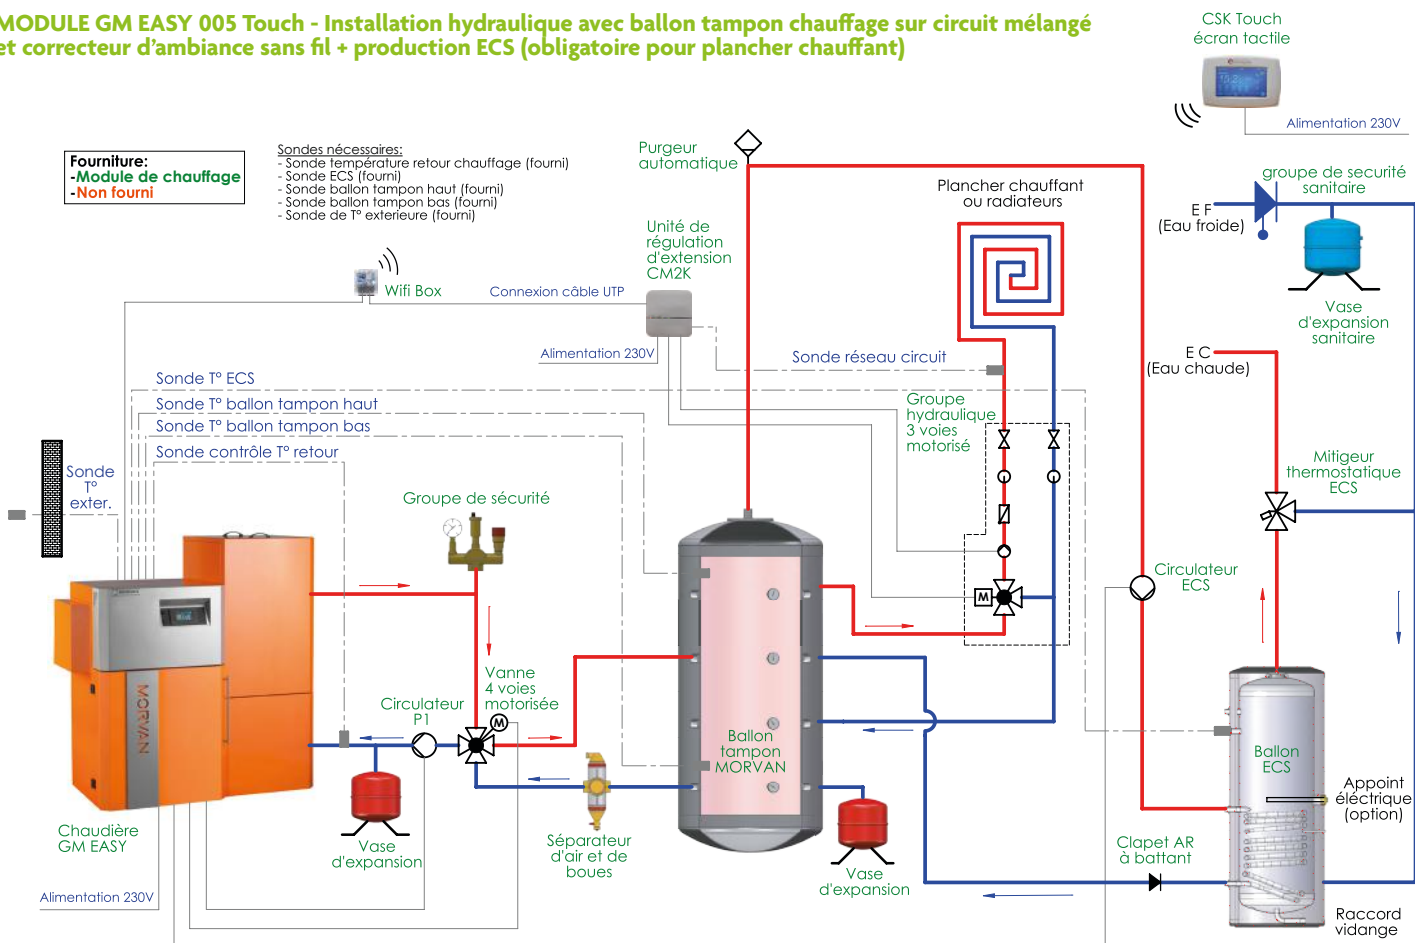 MODULE GM EASY 005 Touch - Installation hydraulique avec ballon tampon chauffage sur circuit mélangé
et correcteur d'ambiance sans fil + production ECS (obligatoire pour plancher chauffant)
CSK Touch
écran tactile
Alimentation 230V
Fourniture:
-Module de chauffage
-Non fourni
Sondes nécessaires:
- Sonde température retour chauffage (fourni)
- Sonde ECS (fourni)
- Sonde ballon tampon haut (fourni)
- Sonde ballon tampon bas (fourni)
- Sonde de T° exterieure (fourni)
Purgeur
automatique
Plancher chauffant
ou radiateurs
groupe de securité
sanitaire
E F
(Eau froide)
Vase
d'expansion
sanitaire
Unité de
régulation
d'extension
CM2K
Wifi Box
Connexion câble UTP
Alimentation 230V
Sonde réseau circuit
E C
(Eau chaude)
Sonde T° ECS
Sonde T° ballon tampon haut
Sonde T° ballon tampon bas
Sonde contrôle T° retour
Groupe
hydraulique
3 voies
motorisé
Sonde
T°
exter.
Groupe de sécurité
Mitigeur
thermostatique
ECS
Circulateur
ECS
M
MORVAN
Circulateur
P1
Vanne
4 voies
motorisée
M
Ballon
tampon
MORVAN
Ballon
ECS
Appoint
éléctrique
(option)
Chaudière
GM EASY
Vase
d'expansion
Séparateur
d'air et de
boues
Vase
d'expansion
Clapet AR
à battant
Alimentation 230V
Raccord
vidange